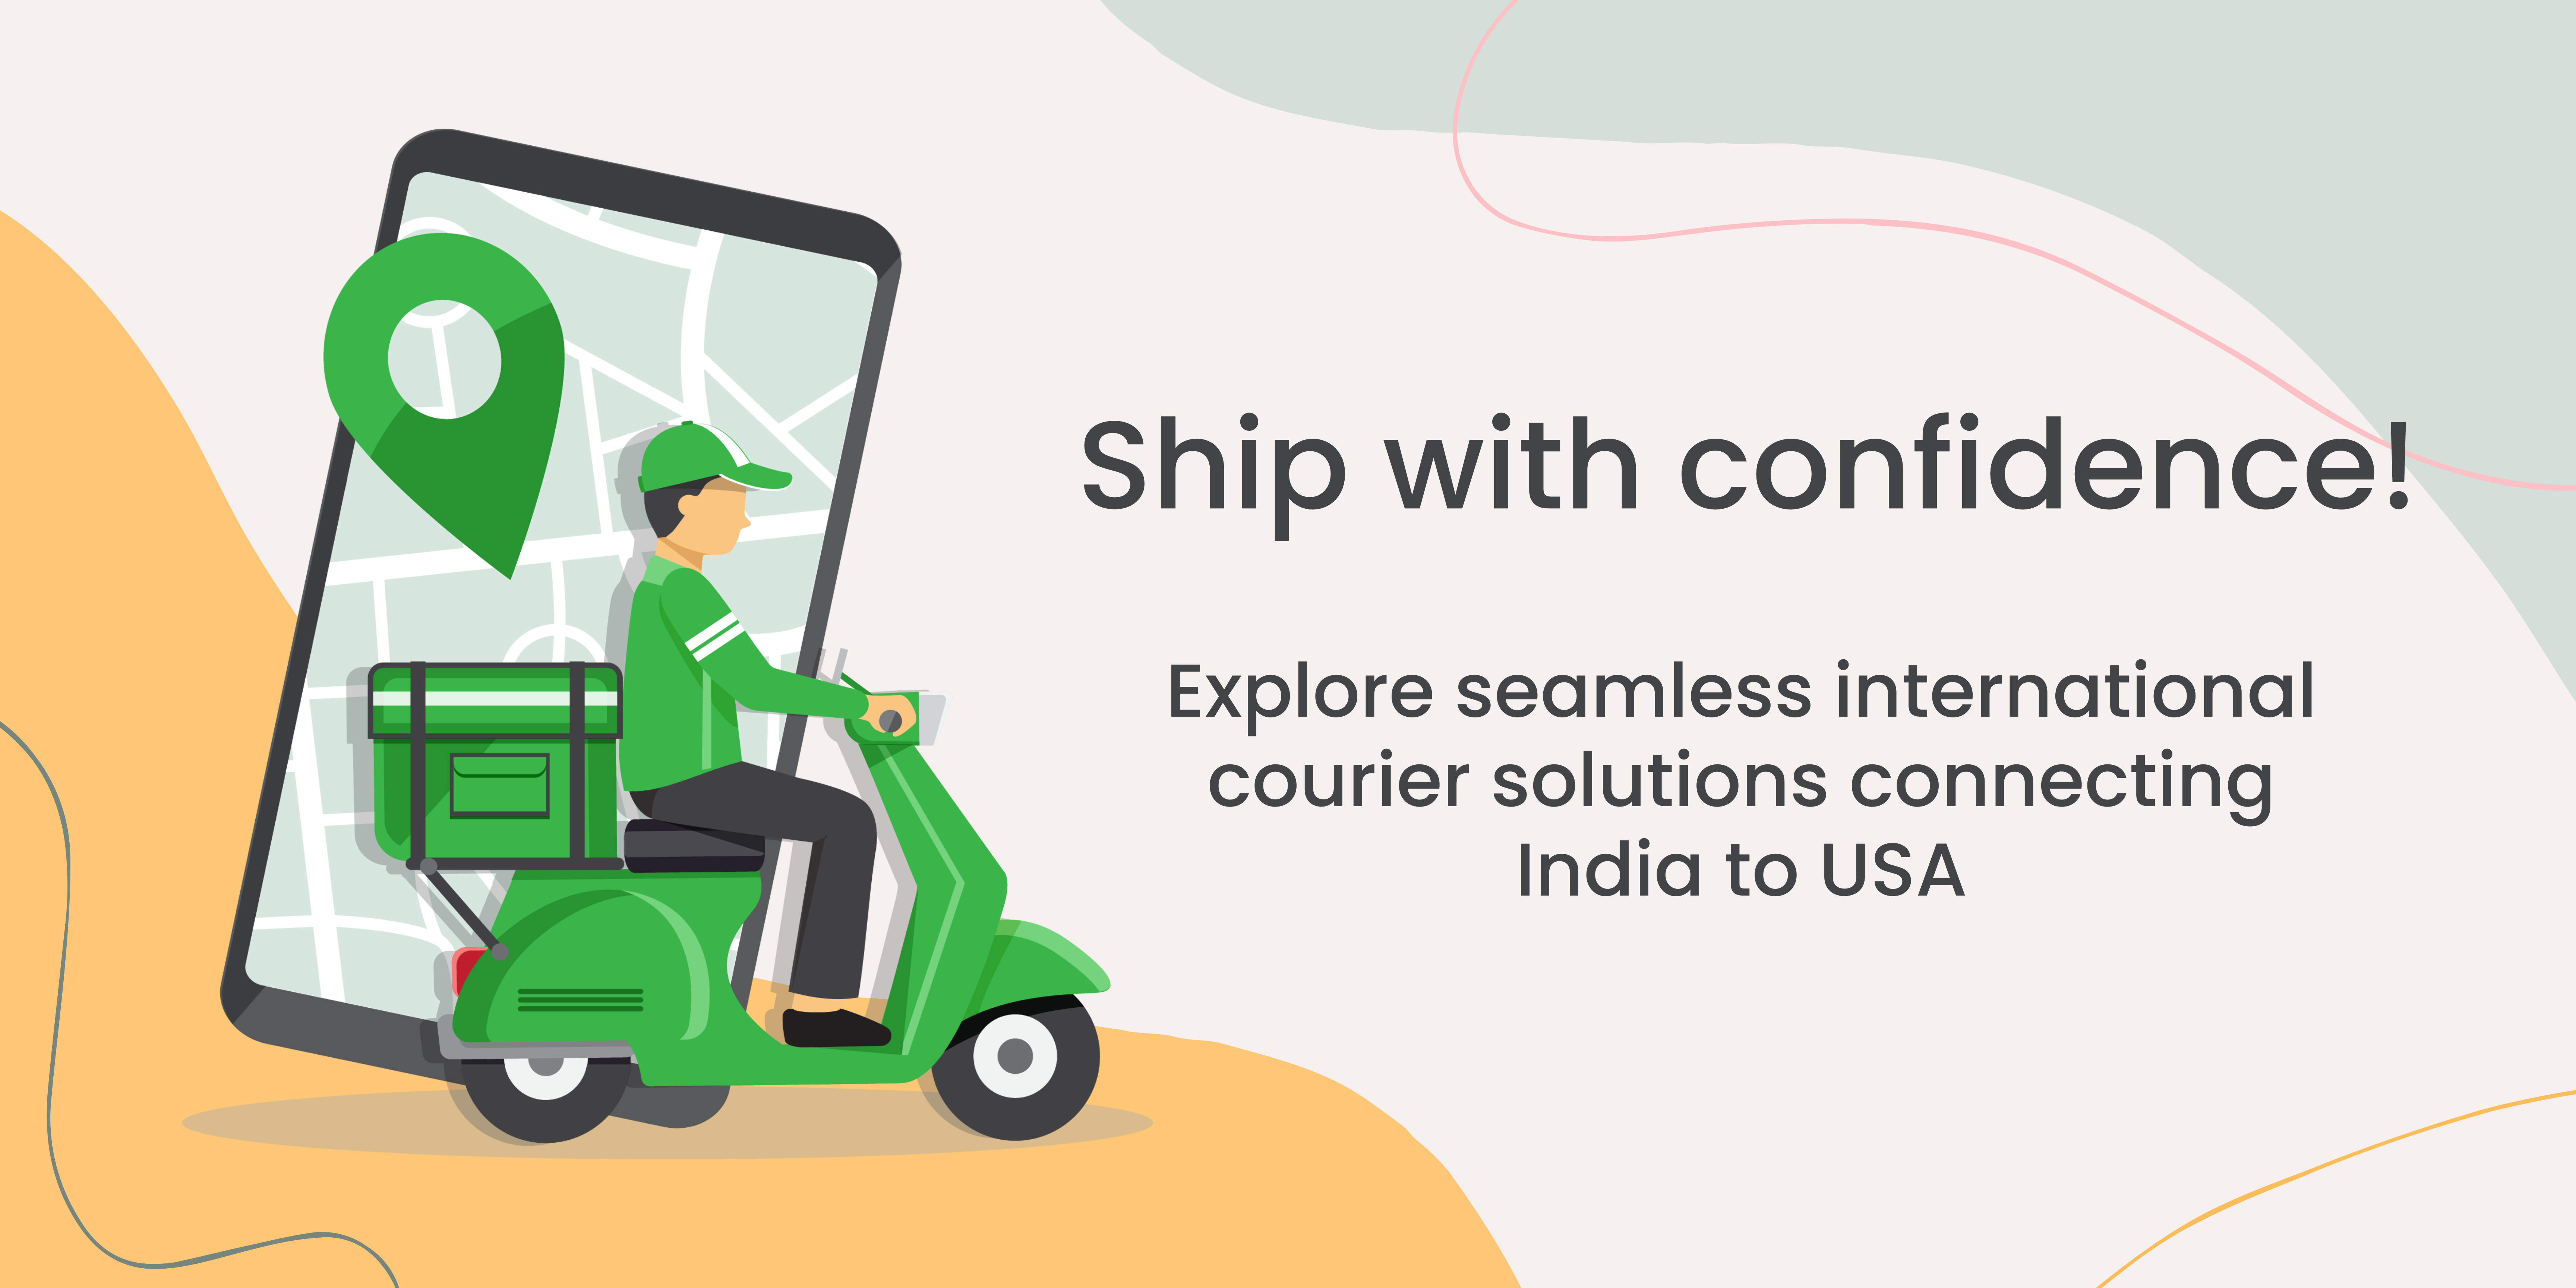 Ship with confidence!
Explore seamless international
courier solutions connecting
India to USA